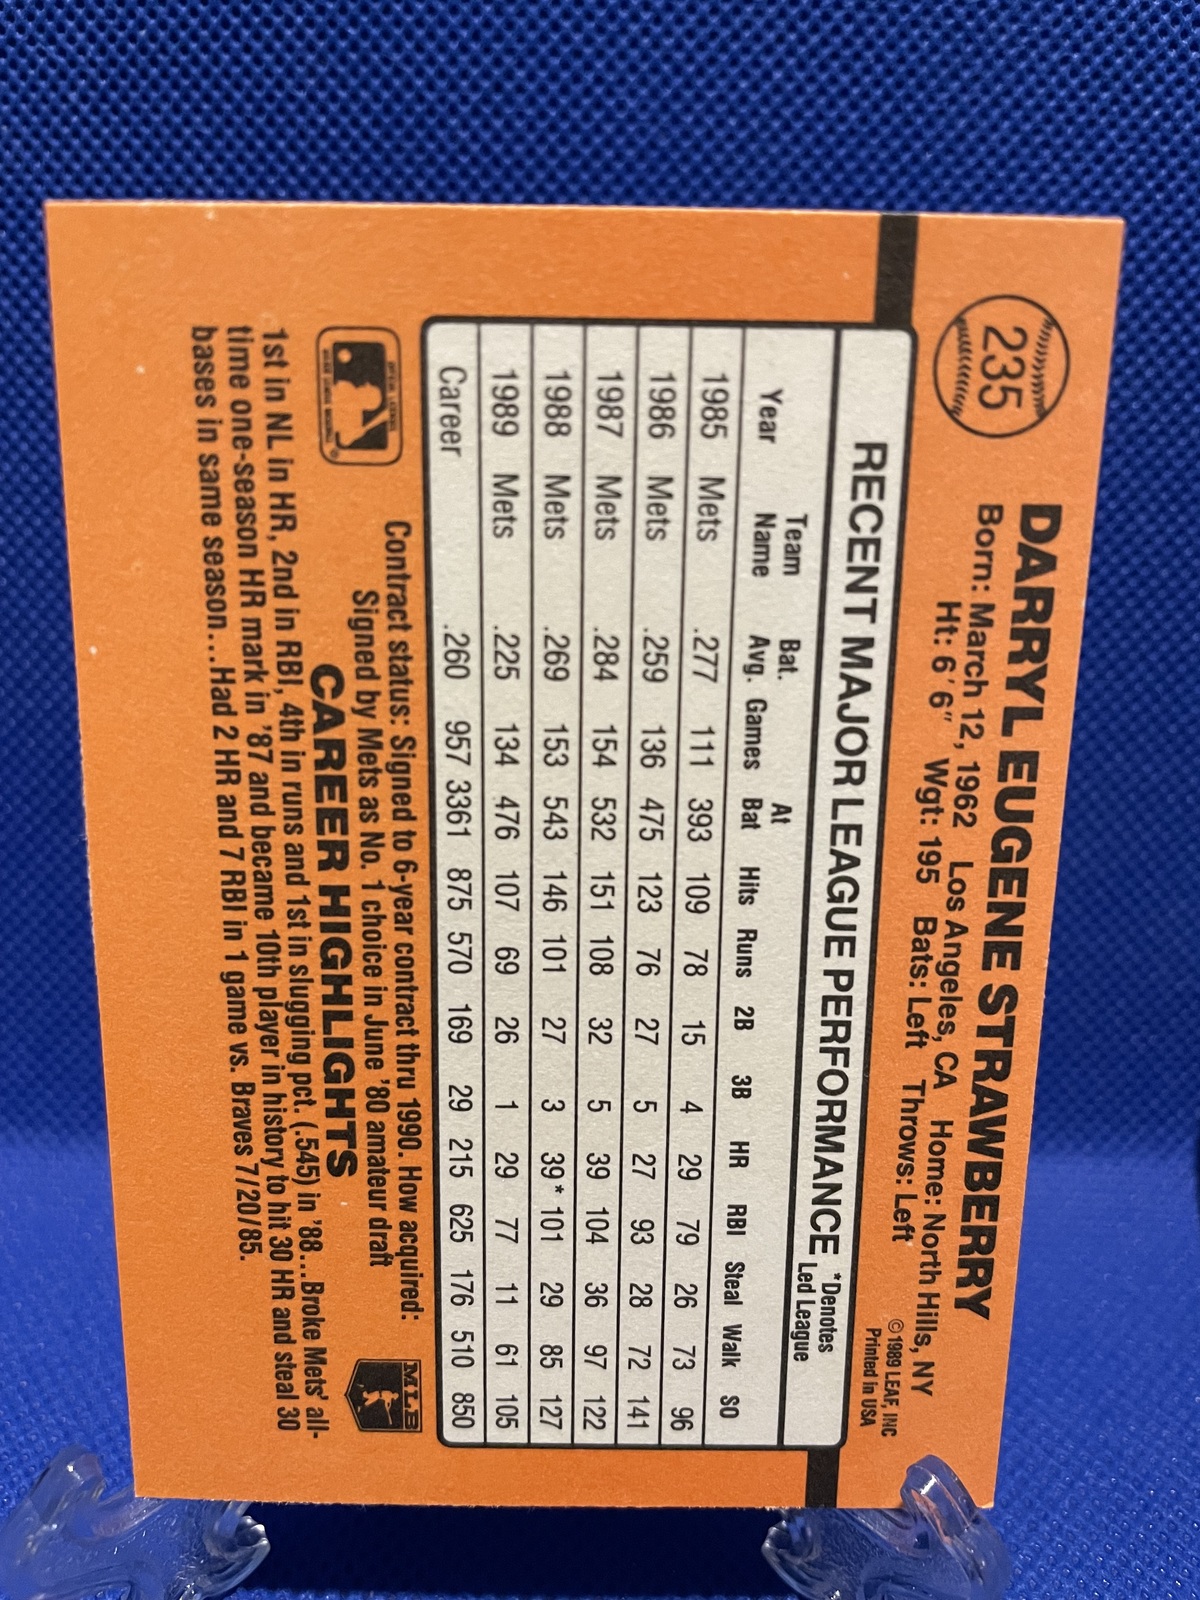 235
DARRYL EUGENE STRAWBERRY
Born: March 12, 1962 Los Angeles, CA Home: North Hills, NY
Ht: 6' 6" Wgt: 195 Bats: Left Throws: Left
© 1989 LEAF, INC
Printed in USA
RECENT MAJOR LEAGUE PERFORMANCE *Denotes
Led League
Year Team Name Bat. Avg. Games At Bat Hits Runs 2B 3B HR RBI Steal Walk SO
1985 Mets .277 111 393 109 78 15 4 29 79 26 73 96
1986 Mets .259 136 475 123 76 27 5 27 93 28 72 141
1987 Mets .284 154 532 151 108 32 5 39 104 36 97 122
1988 Mets .269 153 543 146 101 27 3 39* 101 29 85 127
1989 Mets .225 134 476 107 69 26 1 29 77 11 61 105
Career .260 957 3361 875 570 169 29 215 625 176 510 850
Contract status: Signed to 6-year contract thru 1990. How acquired:
Signed by Mets as No. 1 choice in June '80 amateur draft
MLB
CAREER HIGHLIGHTS
1st in NL in HR, 2nd in RBI, 4th in runs and 1st in slugging pct. (.545) in '88...Broke Mets' all-
time one-season HR mark in '87 and became 10th player in history to hit 30 HR and steal 30
bases in same season...Had 2 HR and 7 RBI in 1 game vs. Braves 7/20/85.